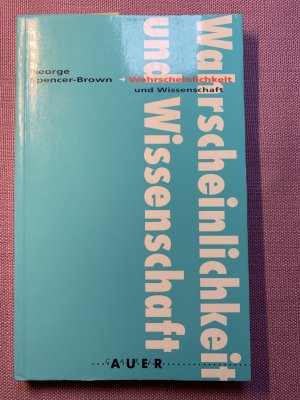 George
Spencer-Brown → Wahrscheinlichkeit
und Wissenschaft
Wahrscheinlichkeit
und Wissenschaft
AUER